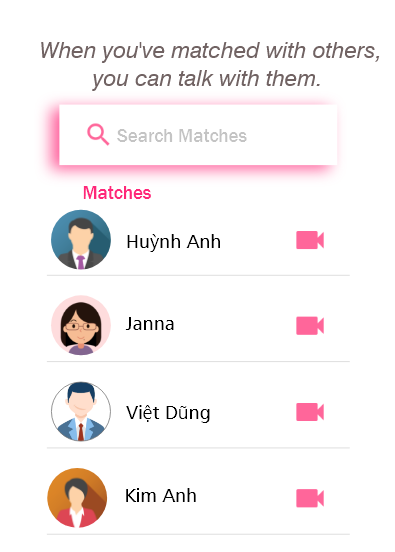 When you've matched with others,
you can talk with them.
Search Matches
Matches
Huỳnh Anh
Janna
Việt Dũng
Kim Anh